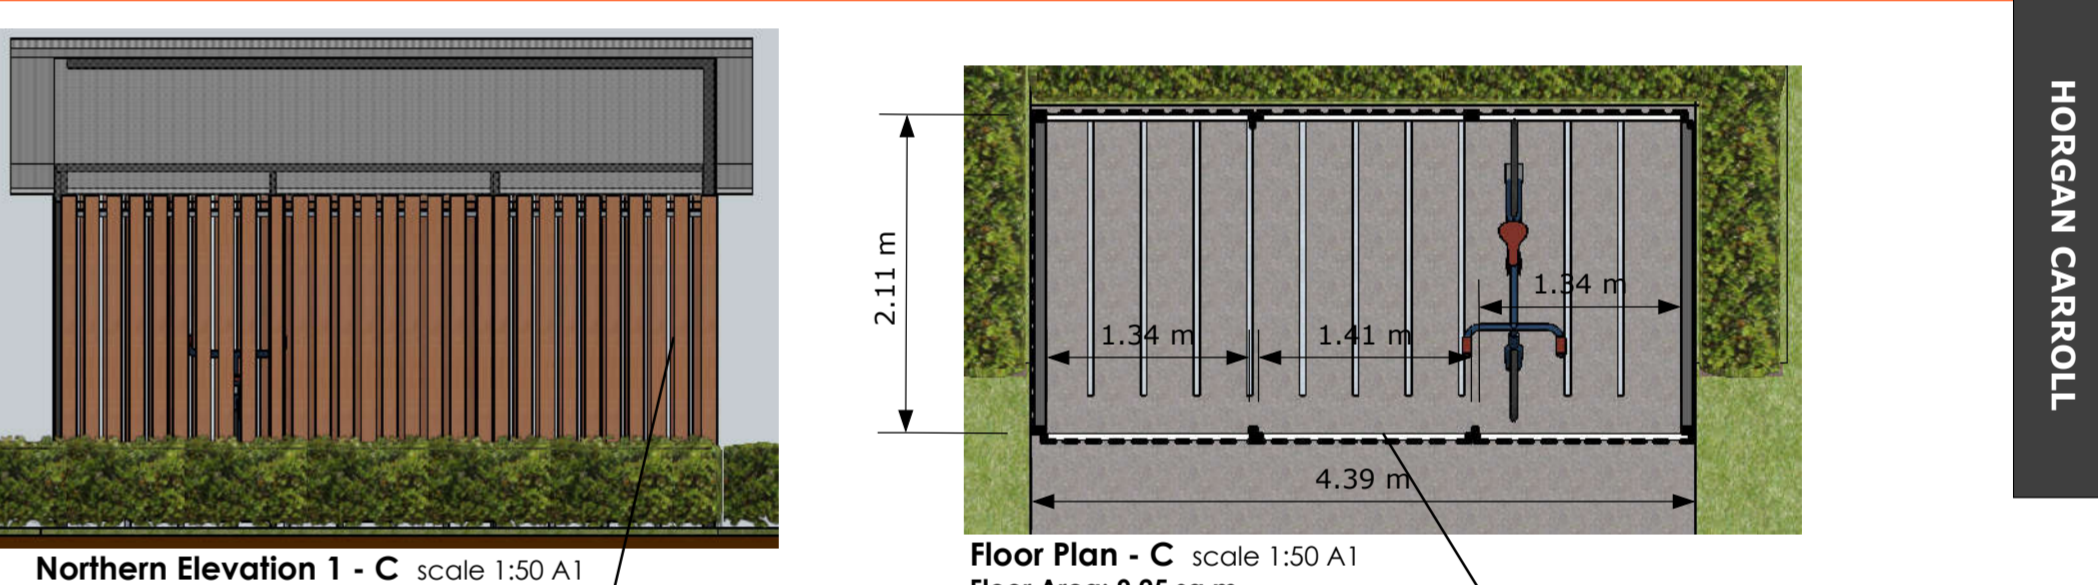 2.11 m
1.34 m
1.41 m
1.34 m
4.39 m
Northern Elevation 1 - C scale 1:50 A1
Floor Plan - C scale 1:50 A1
HORGAN CARROLL